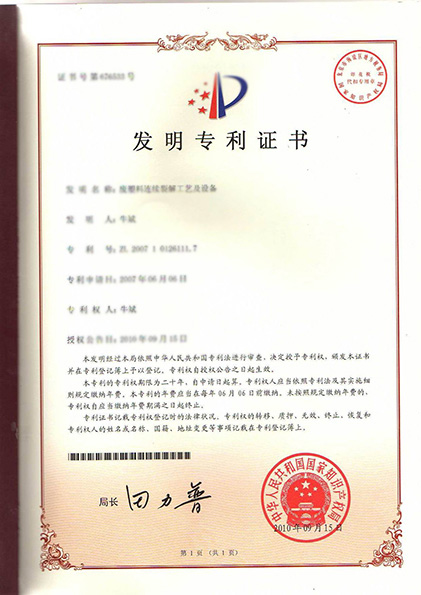 证书号第676533号
发明专利证书
发 明 名 称:废塑料连续裂解工艺及设备
发 明 人:牛斌
专 利 号:ZL 2007 1 0126111.7
专利申请日:2007年06月06日
专 利 权 人:牛斌
授权公告日:2010年09月15日
本发明经过本局依照中华人民共和国专利法进行审查,决定授予专利权,颁发本证书
并在专利登记簿上予以登记。专利权自授权公告之日起生效。
本专利的专利权期限为二十年,自申请日起算。专利权人应当依照专利法及其实施细
则规定缴纳年费。本专利的年费应当在每年06月06日前缴纳。未按照规定缴纳年费的,
专利权自应当缴纳年费期满之日起终止。
专利证书记载专利权登记时的法律状况。专利权的转移、质押、无效、终止、恢复和
专利权人的姓名或名称、国籍、地址变更等事项记载在专利登记簿上。
局长 田力普
中华人民共和国国家知识产权局
2010年09月15日
第1页(共1页)